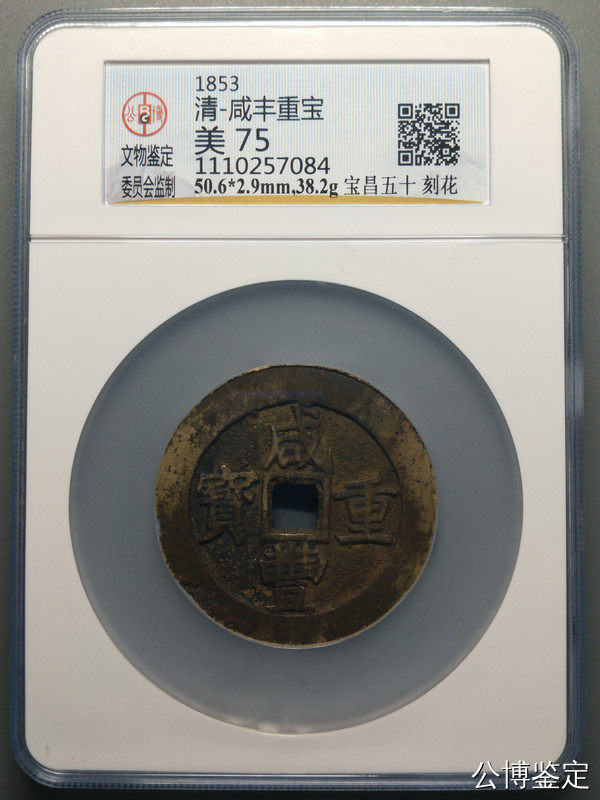 1853
清-咸丰重宝
美 75
1110257084
50.6*2.9mm,38.2g 宝昌五十 刻花
公 博
文物鉴定
委员会监制
咸
寶 重
豐
公博鉴定